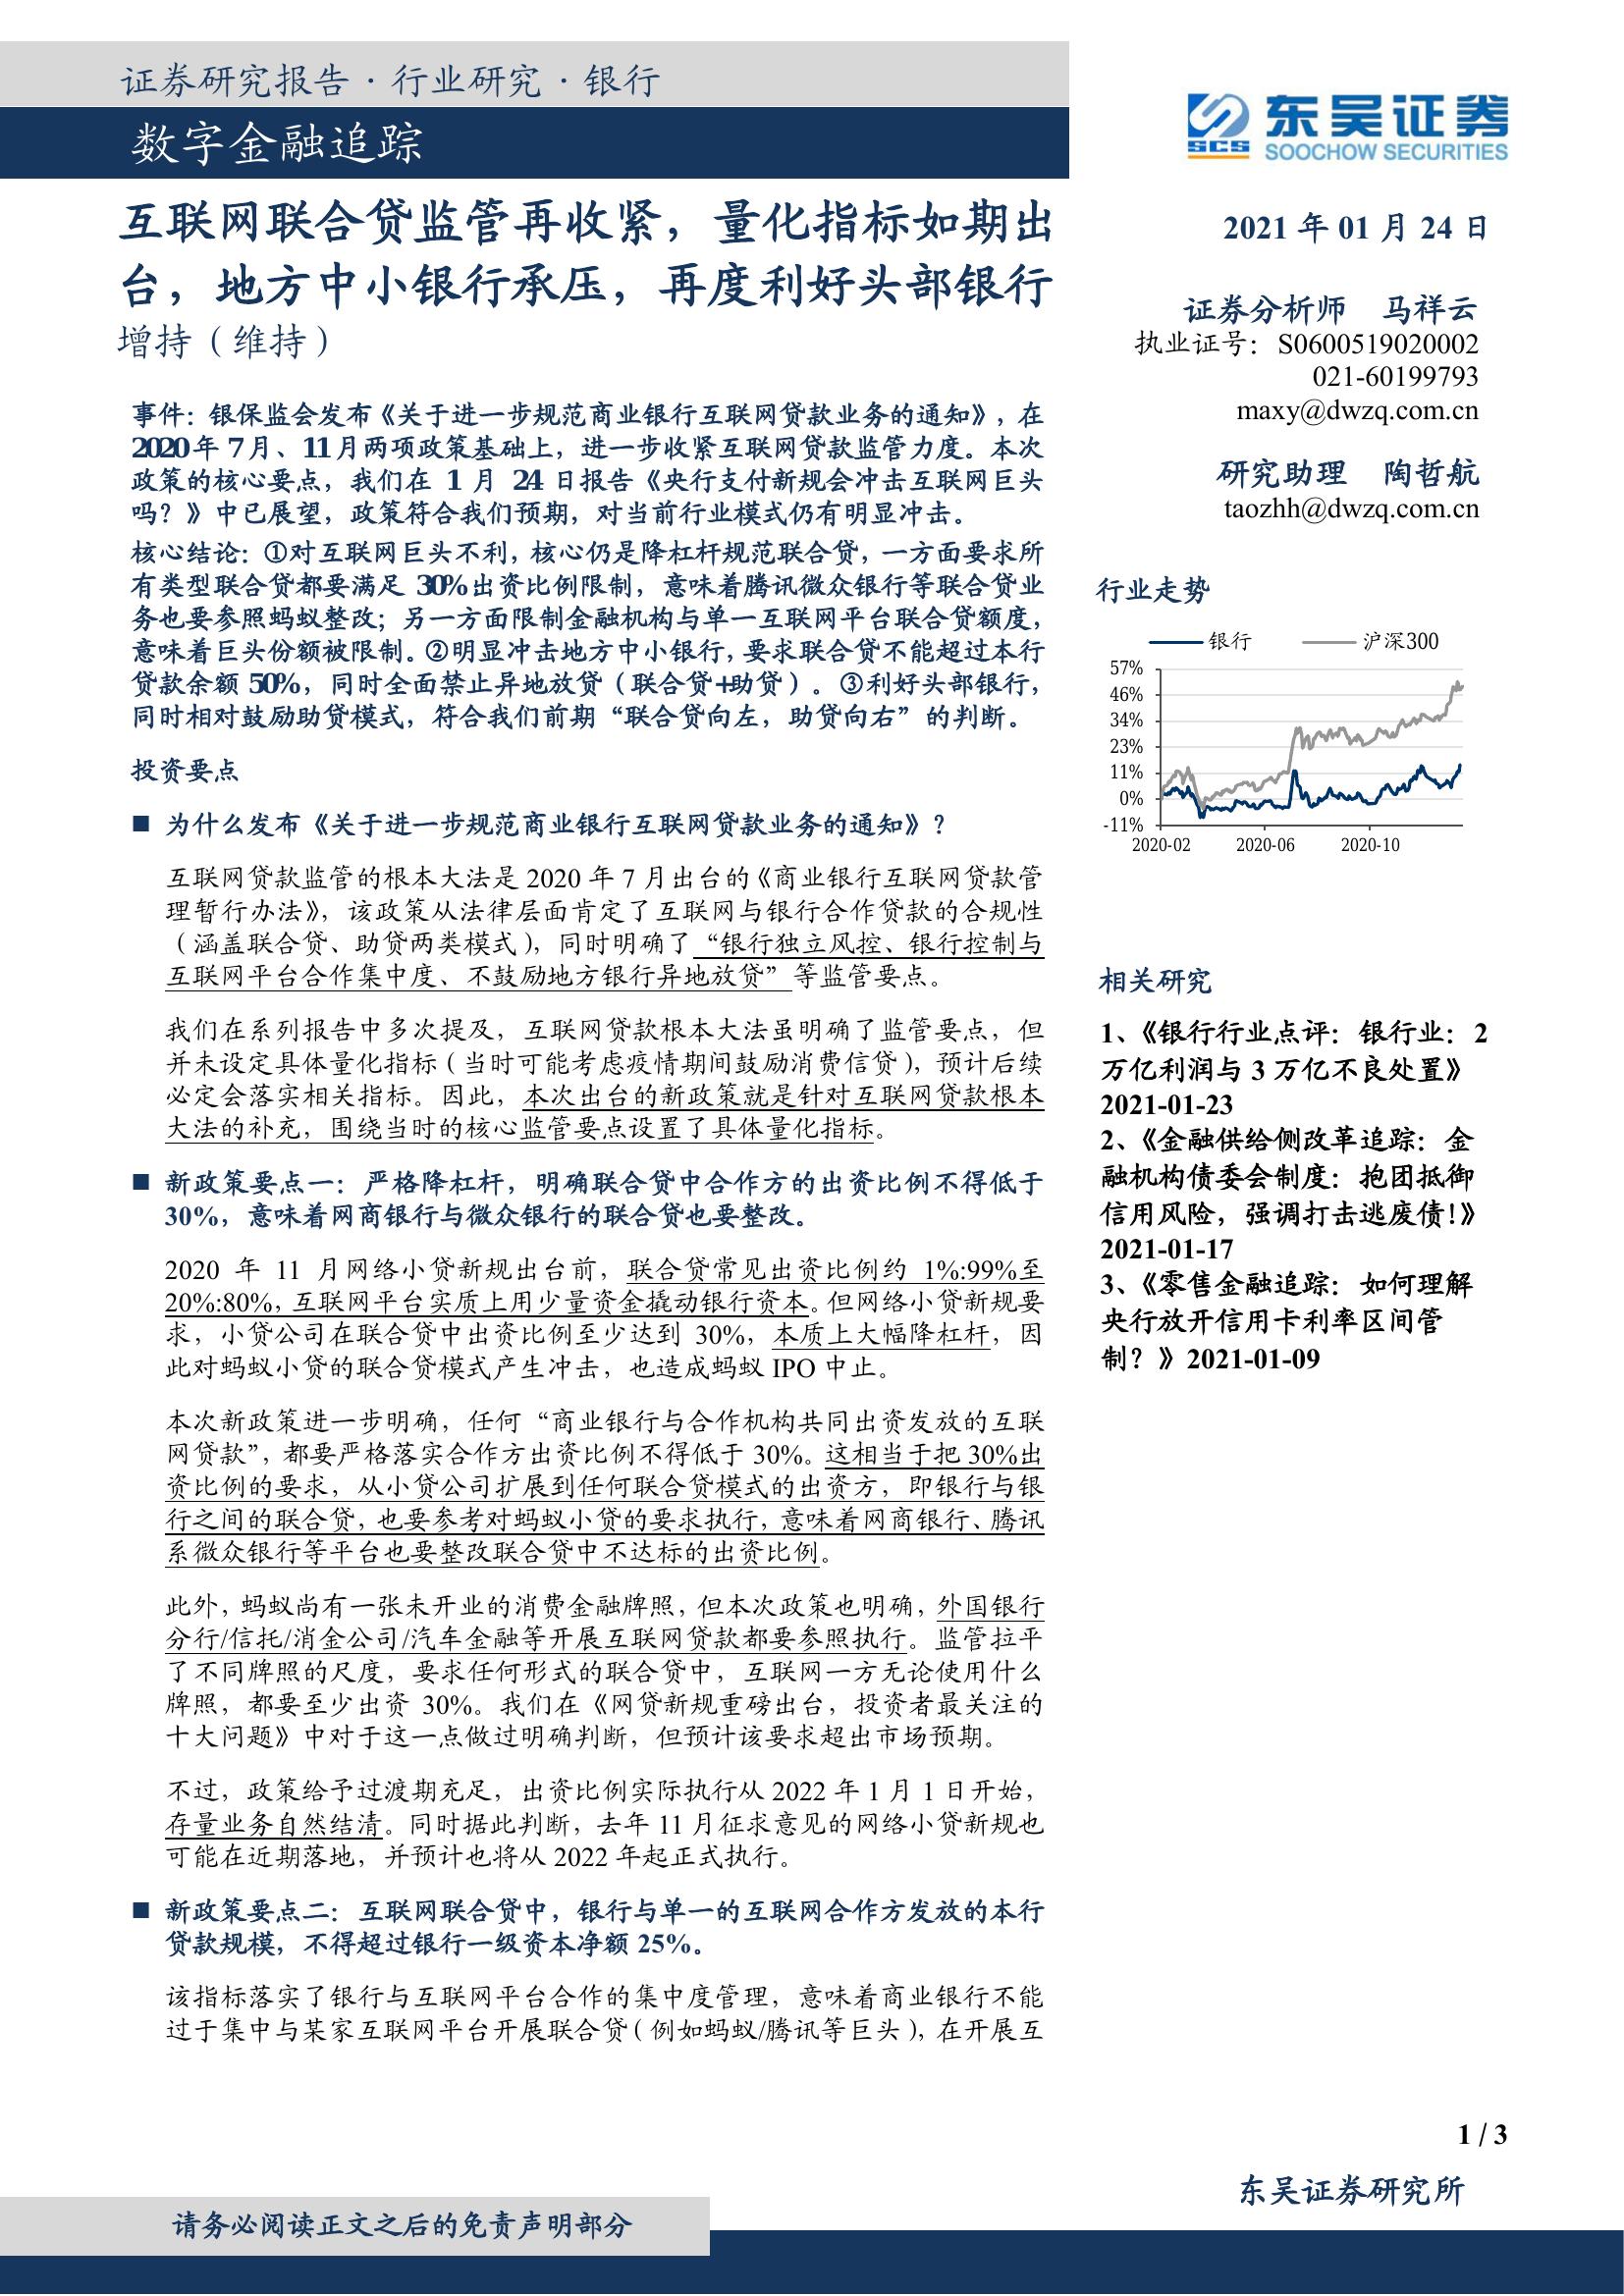 证券研究报告·行业研究·银行
数字金融追踪
东吴证券
SCS
SOOCHOW SECURITIES
互联网联合贷监管再收紧，量化指标如期出
台，地方中小银行承压，再度利好头部银行
增持（维持）
2021 年 01 月 24 日
证券分析师 马祥云
执业证号：S0600519020002
021-60199793
maxy@dwzq.com.cn
研究助理 陶哲航
taozhh@dwzq.com.cn
事件：银保监会发布《关于进一步规范商业银行互联网贷款业务的通知》，在
2020 年 7 月、11 月两项政策基础上，进一步收紧互联网贷款监管力度。本次
政策的核心要点，我们在 1 月 24 日报告《央行支付新规会冲击互联网巨头
吗？》中已展望，政策符合我们预期，对当前行业模式仍有明显冲击。
核心结论：①对互联网巨头不利，核心仍是降杠杆规范联合贷，一方面要求所
有类型联合贷都要满足 30%出资比例限制，意味着腾讯微众银行等联合贷业
务也要参照蚂蚁整改；另一方面限制金融机构与单一互联网平台联合贷额度，
意味着巨头份额被限制。②明显冲击地方中小银行，要求联合贷不能超过本行
贷款余额 50%，同时全面禁止异地放贷（联合贷+助贷）。③利好头部银行，
同时相对鼓励助贷模式，符合我们前期“联合贷向左，助贷向右”的判断。
投资要点
■ 为什么发布《关于进一步规范商业银行互联网贷款业务的通知》？
互联网贷款监管的根本大法是 2020 年 7 月出台的《商业银行互联网贷款管
理暂行办法》，该政策从法律层面肯定了互联网与银行合作贷款的合规性
（涵盖联合贷、助贷两类模式），同时明确了“银行独立风控、银行控制与
互联网平台合作集中度、不鼓励地方银行异地放贷”等监管要点。
我们在系列报告中多次提及，互联网贷款根本大法虽明确了监管要点，但
并未设定具体量化指标（当时可能考虑疫情期间鼓励消费信贷），预计后续
必定会落实相关指标。因此，本次出台的新政策就是针对互联网贷款根本
大法的补充，围绕当时的核心监管要点设置了具体量化指标。
■ 新政策要点一：严格降杠杆，明确联合贷中合作方的出资比例不得低于
30%，意味着网商银行与微众银行的联合贷也要整改。
2020 年 11 月网络小贷新规出台前，联合贷常见出资比例约 1%:99%至
20%:80%，互联网平台实质上用少量资金撬动银行资本。但网络小贷新规要
求，小贷公司在联合贷中出资比例至少达到 30%，本质上大幅降杠杆，因
此对蚂蚁小贷的联合贷模式产生冲击，也造成蚂蚁 IPO 中止。
本次新政策进一步明确，任何“商业银行与合作机构共同出资发放的互联
网贷款”，都要严格落实合作方出资比例不得低于 30%。这相当于把 30%出
资比例的要求，从小贷公司扩展到任何联合贷模式的出资方，即银行与银
行之间的联合贷，也要参考对蚂蚁小贷的要求执行，意味着网商银行、腾讯
系微众银行等平台也要整改联合贷中不达标的出资比例。
此外，蚂蚁尚有一张未开业的消费金融牌照，但本次政策也明确，外国银行
分行/信托/消金公司/汽车金融等开展互联网贷款都要参照执行。监管拉平
了不同牌照的尺度，要求任何形式的联合贷中，互联网一方无论使用什么
牌照，都要至少出资 30%。我们在《网贷新规重磅出台，投资者最关注的
十大问题》中对于这一点做过明确判断，但预计该要求超出市场预期。
不过，政策给予过渡期充足，出资比例实际执行从 2022 年 1 月 1 日开始，
存量业务自然结清。同时据此判断，去年 11 月征求意见的网络小贷新规也
可能在近期落地，并预计也将从 2022 年起正式执行。
■ 新政策要点二：互联网联合贷中，银行与单一的互联网合作方发放的本行
贷款规模，不得超过银行一级资本净额 25%。
该指标落实了银行与互联网平台合作的集中度管理，意味着商业银行不能
过于集中与某家互联网平台开展联合贷（例如蚂蚁/腾讯等巨头），在开展互
行业走势
银行 沪深300
57%
46%
34%
23%
11%
0%
-11%
2020-02 2020-06 2020-10
相关研究
1、《银行行业点评：银行业：2
万亿利润与 3 万亿不良处置》
2021-01-23
2、《金融供给侧改革追踪：金
融机构债委会制度：抱团抵御
信用风险，强调打击逃废债!》
2021-01-17
3、《零售金融追踪：如何理解
央行放开信用卡利率区间管
制？》2021-01-09
1 / 3
东吴证券研究所
请务必阅读正文之后的免责声明部分